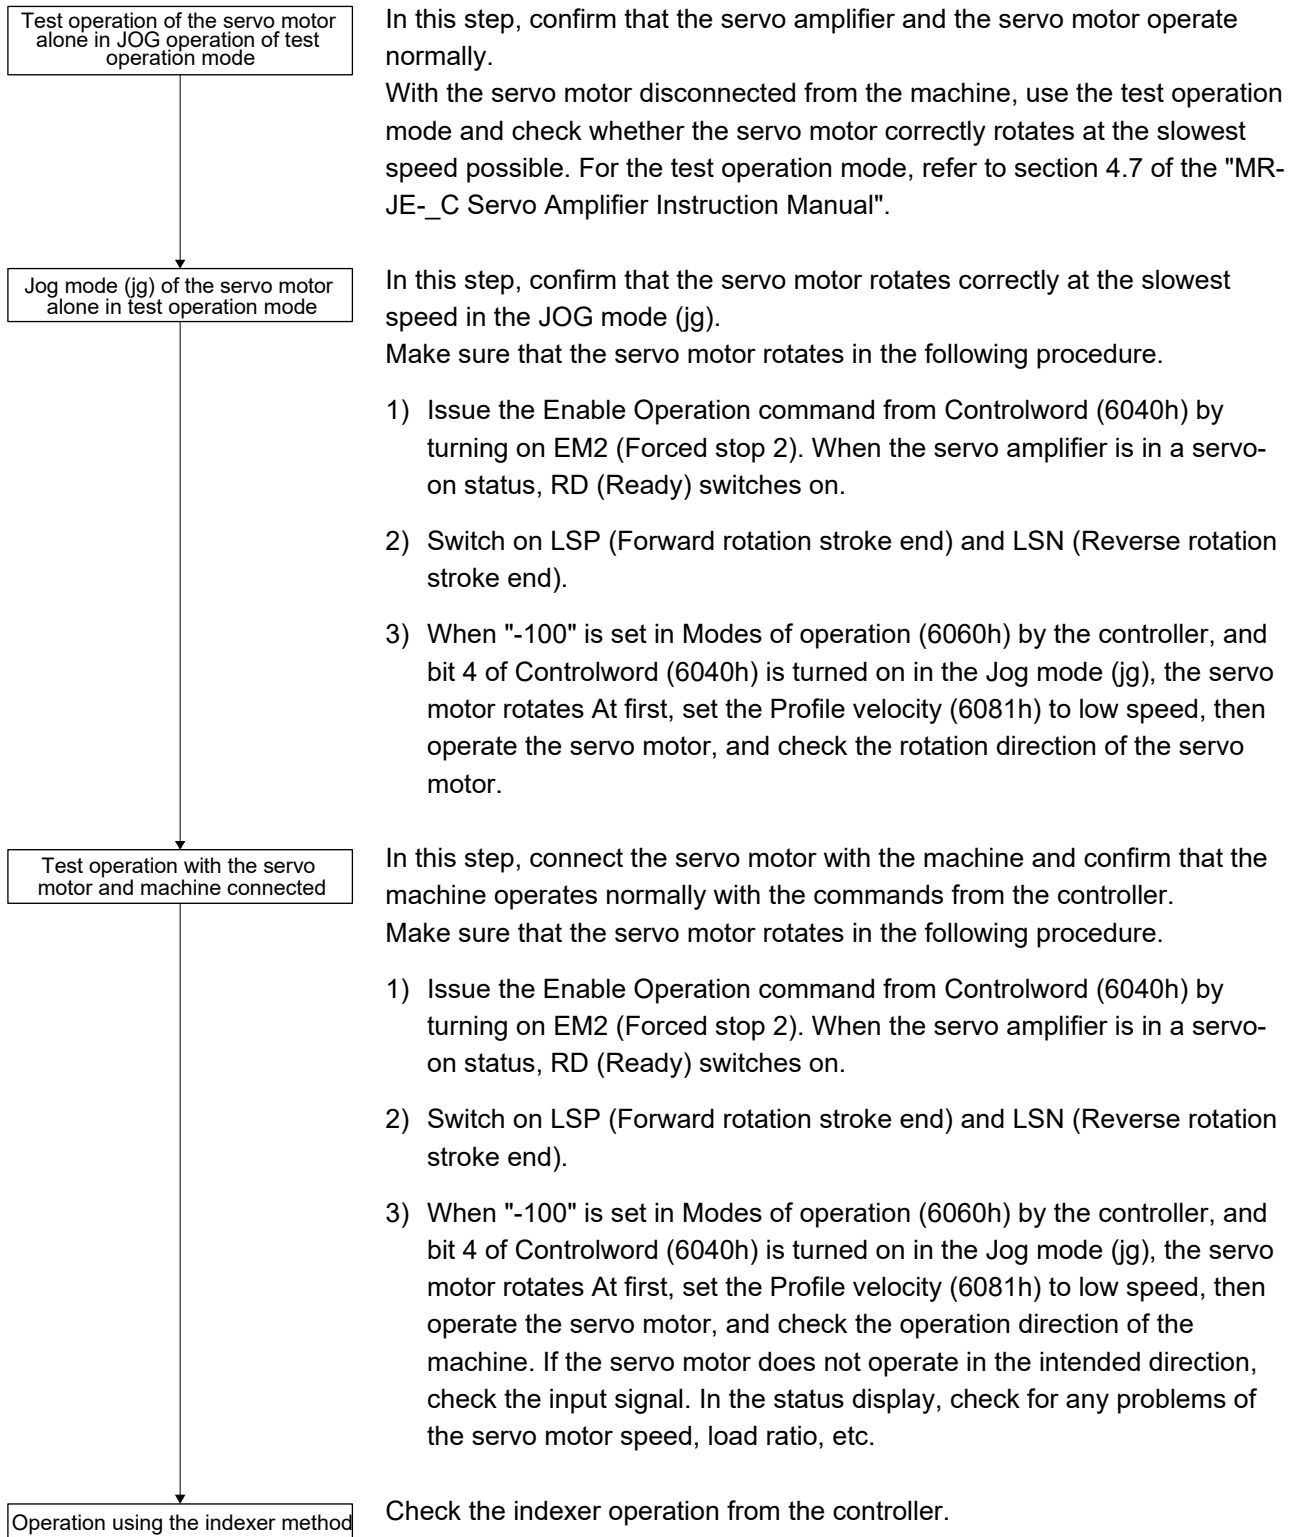 Test operation of the servo motor
alone in JOG operation of test
operation mode
In this step, confirm that the servo amplifier and the servo motor operate
normally.
With the servo motor disconnected from the machine, use the test operation
mode and check whether the servo motor correctly rotates at the slowest
speed possible. For the test operation mode, refer to section 4.7 of the "MR-
JE-_C Servo Amplifier Instruction Manual".
Jog mode (jg) of the servo motor
alone in test operation mode
In this step, confirm that the servo motor rotates correctly at the slowest
speed in the JOG mode (jg).
Make sure that the servo motor rotates in the following procedure.
1) Issue the Enable Operation command from Controlword (6040h) by
turning on EM2 (Forced stop 2). When the servo amplifier is in a servo-
on status, RD (Ready) switches on.
2) Switch on LSP (Forward rotation stroke end) and LSN (Reverse rotation
stroke end).
3) When "-100" is set in Modes of operation (6060h) by the controller, and
bit 4 of Controlword (6040h) is turned on in the Jog mode (jg), the servo
motor rotates At first, set the Profile velocity (6081h) to low speed, then
operate the servo motor, and check the rotation direction of the servo
motor.
Test operation with the servo
motor and machine connected
In this step, connect the servo motor with the machine and confirm that the
machine operates normally with the commands from the controller.
Make sure that the servo motor rotates in the following procedure.
1) Issue the Enable Operation command from Controlword (6040h) by
turning on EM2 (Forced stop 2). When the servo amplifier is in a servo-
on status, RD (Ready) switches on.
2) Switch on LSP (Forward rotation stroke end) and LSN (Reverse rotation
stroke end).
3) When "-100" is set in Modes of operation (6060h) by the controller, and
bit 4 of Controlword (6040h) is turned on in the Jog mode (jg), the servo
motor rotates At first, set the Profile velocity (6081h) to low speed, then
operate the servo motor, and check the operation direction of the
machine. If the servo motor does not operate in the intended direction,
check the input signal. In the status display, check for any problems of
the servo motor speed, load ratio, etc.
Operation using the indexer method
Check the indexer operation from the controller.